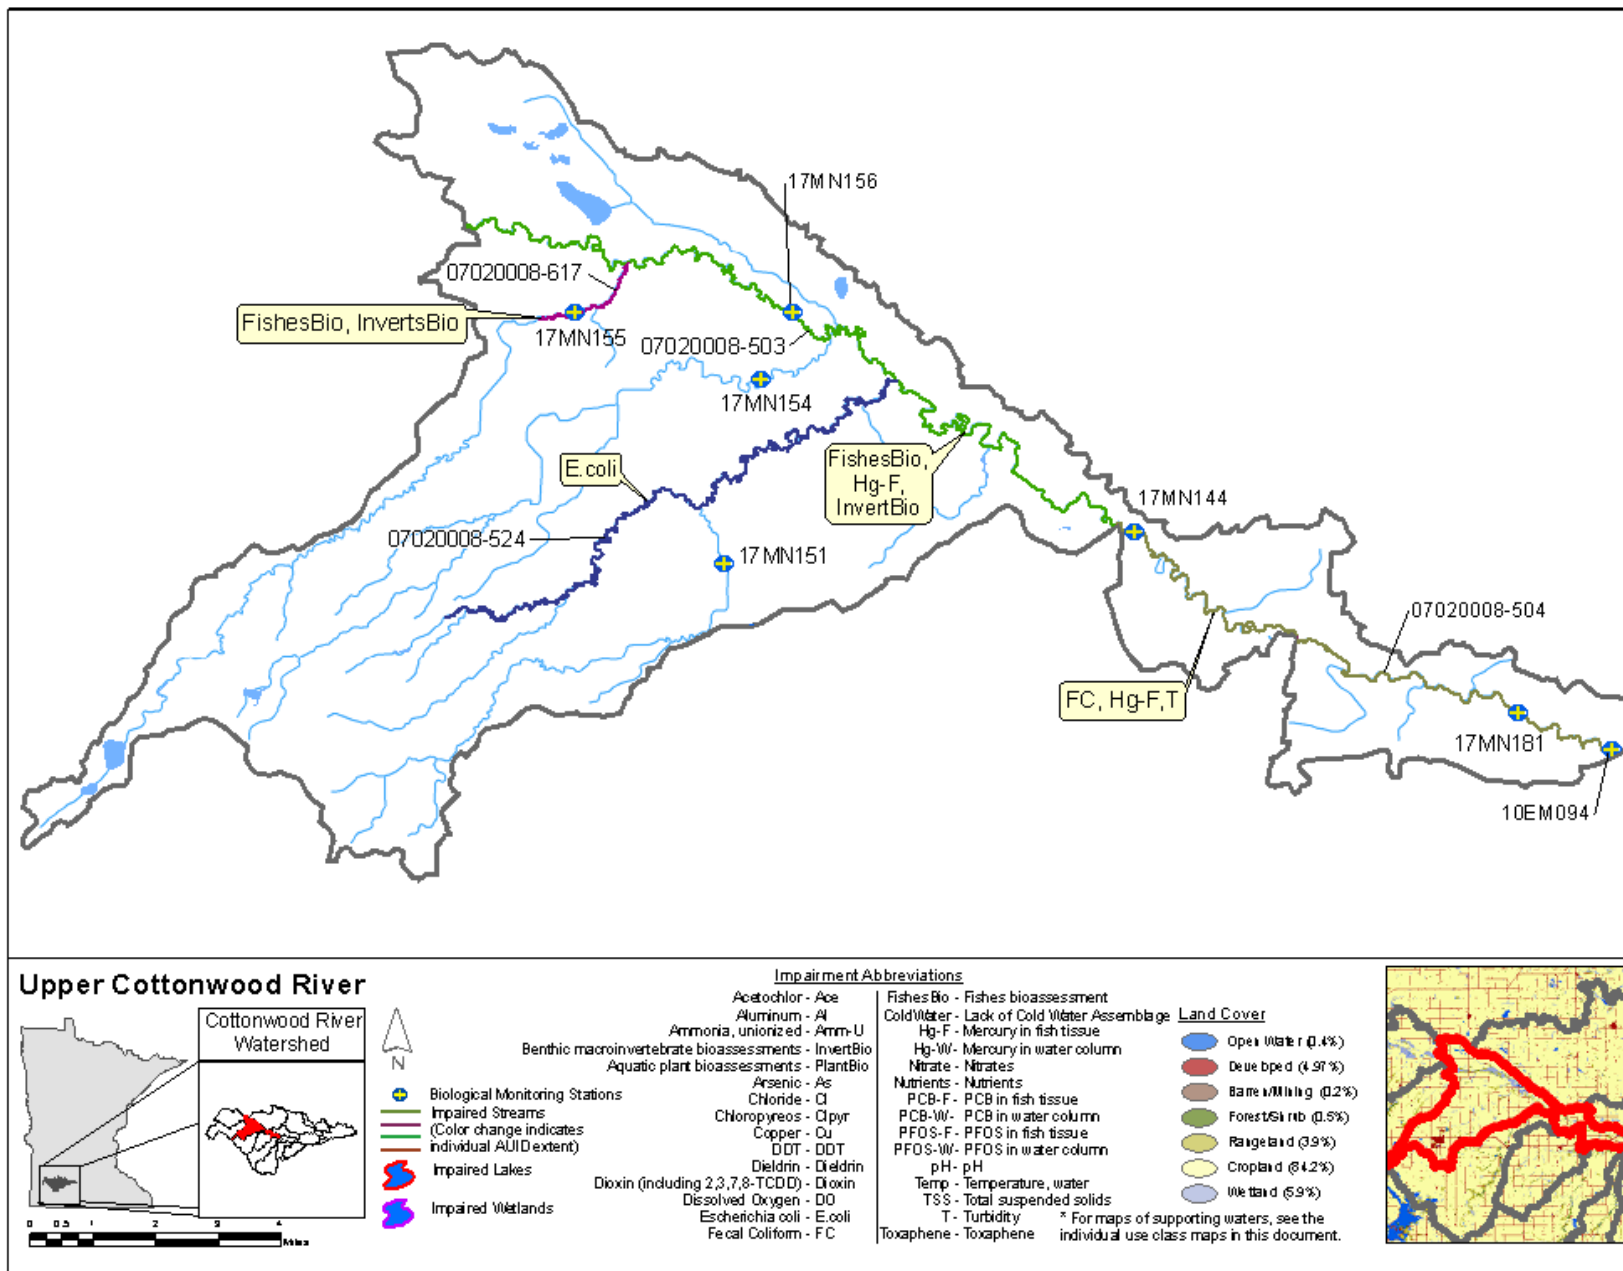 17MN156
07020008-617
FishesBio, InvertsBio
17MN155
07020008-503
17MN154
E.coli
FishesBio,
Hg-F,
InvertBio
17MN144
07020008-524
17MN151
07020008-504
FC, Hg-F,T
17MN181
10EM094
Upper Cottonwood River
Cottonwood River
Watershed
N
Biological Monitoring Stations
Impaired Streams
(Color change indicates
individual AUID extent)
Impaired Lakes
Impaired Wetlands
0 0.5 1 2 3 4
Miles
Impairment Abbreviations
Acetochlor - Ace
Aluminum - Al
Ammonia, unionized - Amm-U
Benthic macroinvertebrate bioassessments - InvertBio
Aquatic plant bioassessments - PlantBio
Arsenic - As
Chloride - Cl
Chloropyreos - Clpyr
Copper - Cu
DDT - DDT
Dieldrin - Dieldrin
Dioxin (including 2,3,7,8-TCDD) - Dioxin
Dissolved Oxygen - DO
Escherichia coli - E.coli
Fecal Coliform - FC
FishesBio - Fishes bioassessment
ColdWater - Lack of Cold Water Assemblage
Hg-F - Mercury in fish tissue
Hg-W - Mercury in water column
Nitrate - Nitrates
Nutrients - Nutrients
PCB-F - PCB in fish tissue
PCB-W- PCB in water column
PFOS-F - PFOS in fish tissue
PFOS-W - PFOS in water column
pH - pH
Temp - Temperature, water
TSS - Total suspended solids
T - Turbidity
Toxaphene - Toxaphene
Land Cover
Open Water (0.4%)
Developed (4.97%)
Barren/Mining (0.2%)
Forest/Shrub (0.5%)
Rangeland (3.9%)
Cropland (84.2%)
Wetland (5.9%)
* For maps of supporting waters, see the
individual use class maps in this document.